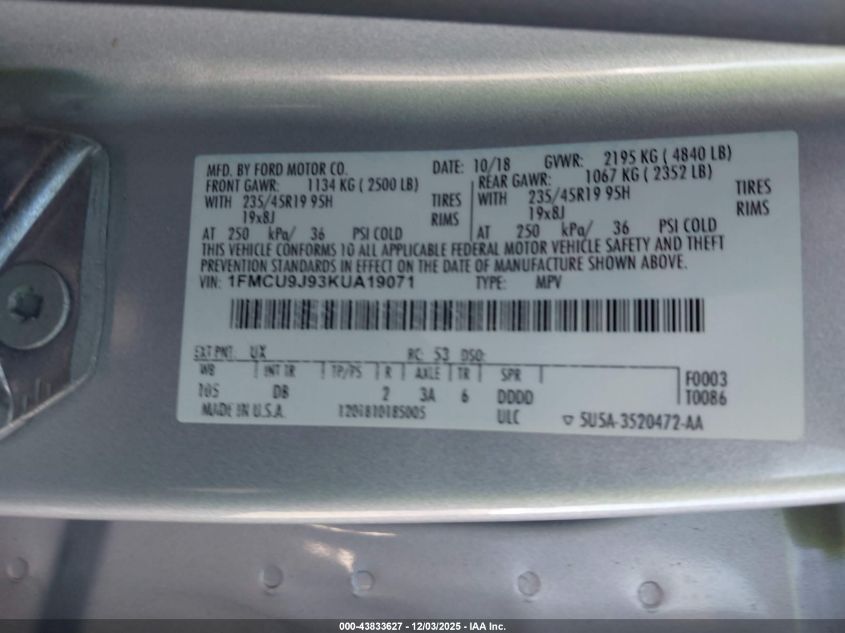 MFD. BY FORD MOTOR CO. DATE: 10/18 GVWR: 2195 KG ( 4840 LB)
FRONT GAWR: 1134 KG ( 2500 LB) REAR GAWR: 1067 KG ( 2352 LB)
WITH 235/45R19 95H TIRES WITH 235/45R19 95H TIRES
19x8J RIMS 19x8J RIMS
AT 250 kPa/ 36 PSI COLD AT 250 kPa/ 36 PSI COLD
THIS VEHICLE CONFORMS TO ALL APPLICABLE FEDERAL MOTOR VEHICLE SAFETY AND THEFT
PREVENTION STANDARDS IN EFFECT ON THE DATE OF MANUFACTURE SHOWN ABOVE.
VIN: 1FMCU9J93KUA19071 TYPE: MPV
EXT PNT: UX RC: 53 DSO:
WB INT TR TP/PS R AXLE TR SPR F0003
105 DB 2 3A 6 DDDD T0086
MADE IN U.S.A. 1201810185005 ULC ▽ 5U5A-3520472-AA
000-43833627 - 12/03/2025 - IAA Inc.